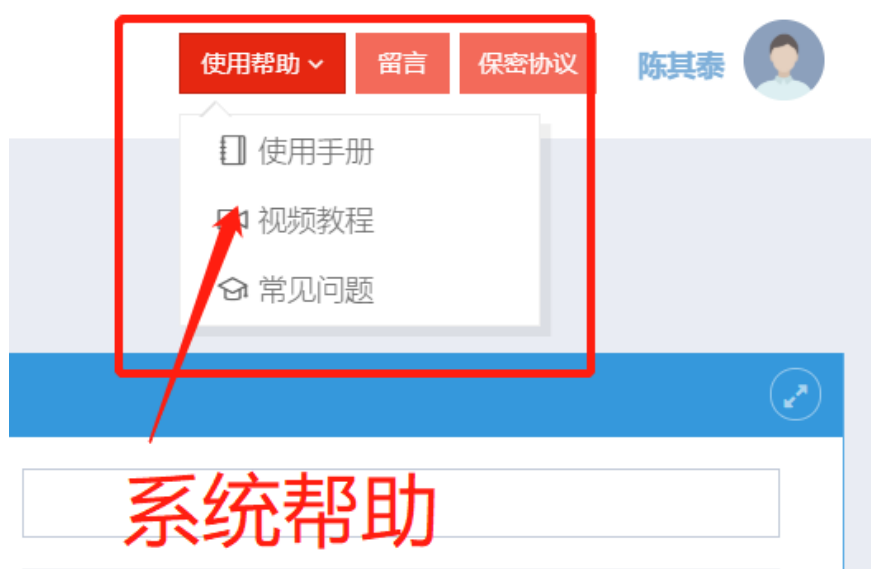 使用帮助 留言 保密协议 陈其泰
使用手册
视频教程
常见问题
系统帮助